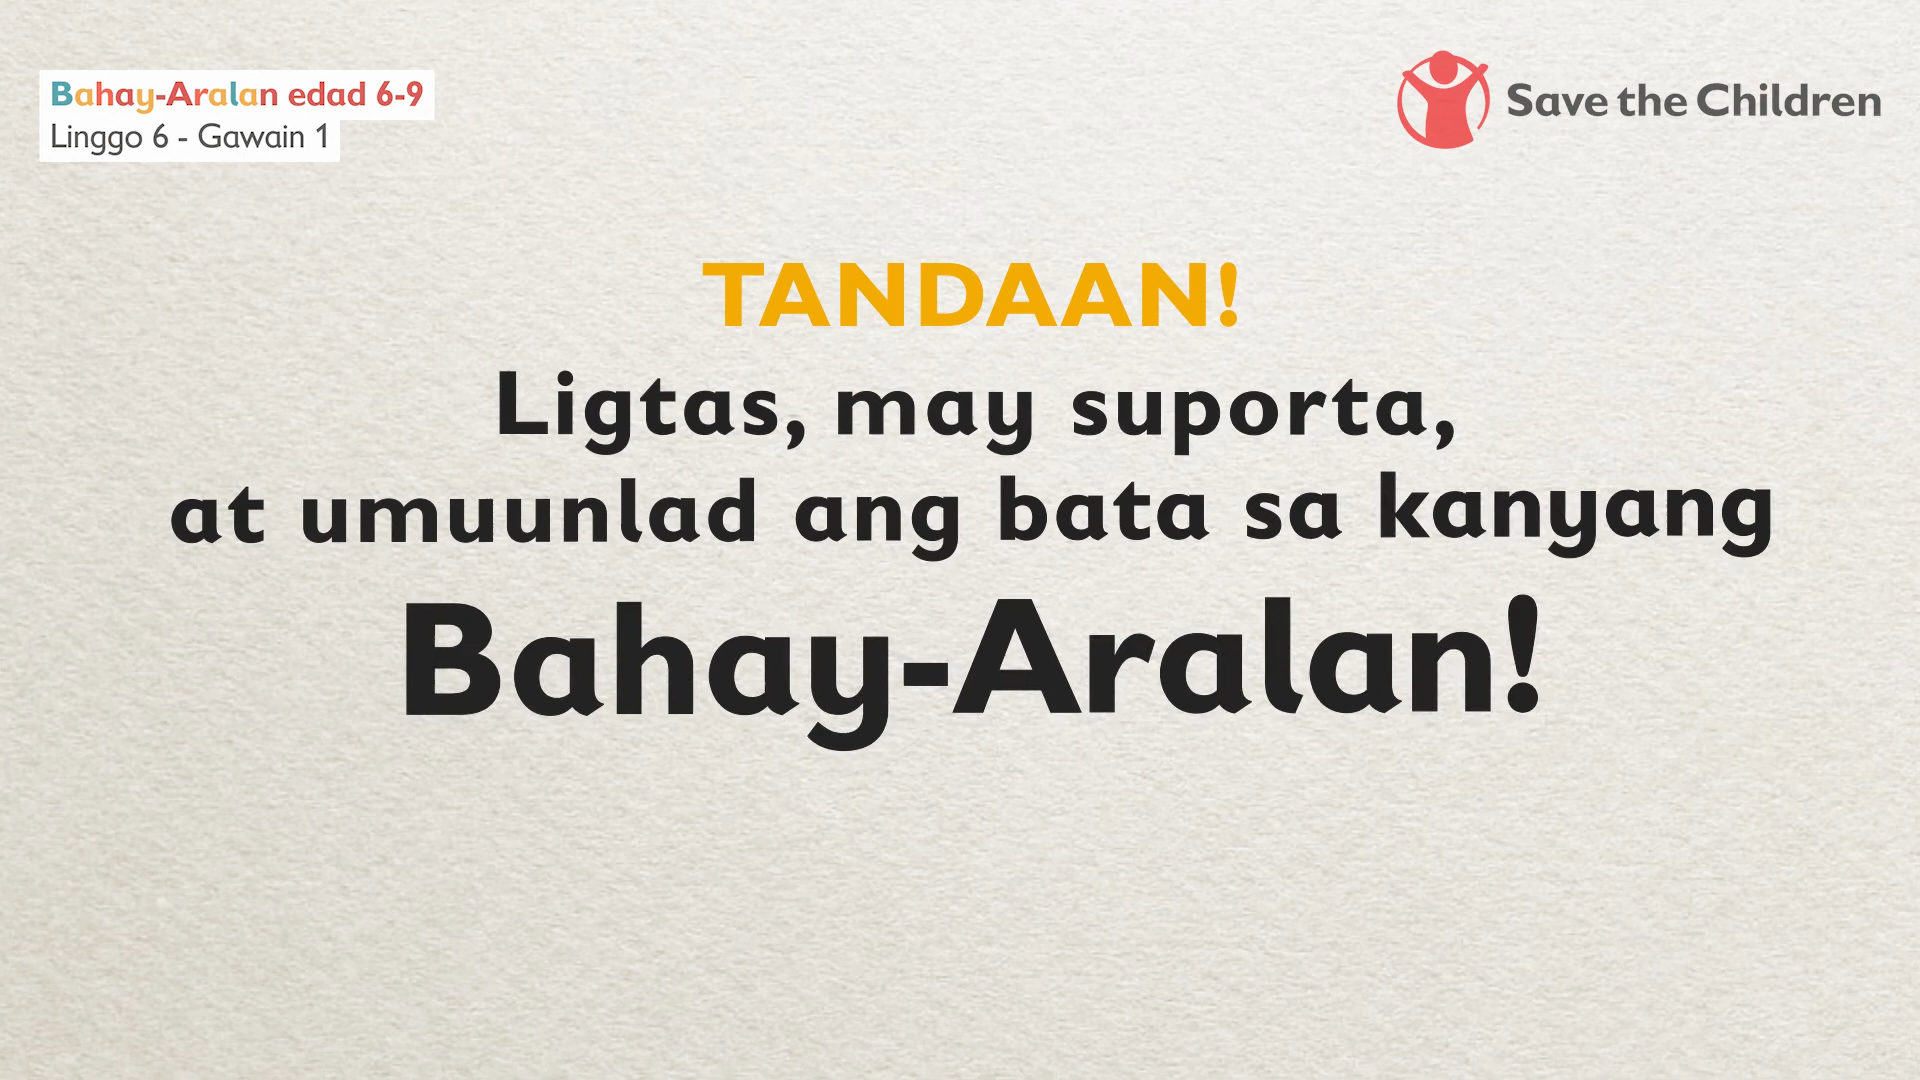 Bahay-Aralan edad 6-9
Linggo 6 - Gawain 1
Save the Children
TANDAAN!
Ligtas, may suporta,
at umuunlad ang bata sa kanyang
Bahay-Aralan!